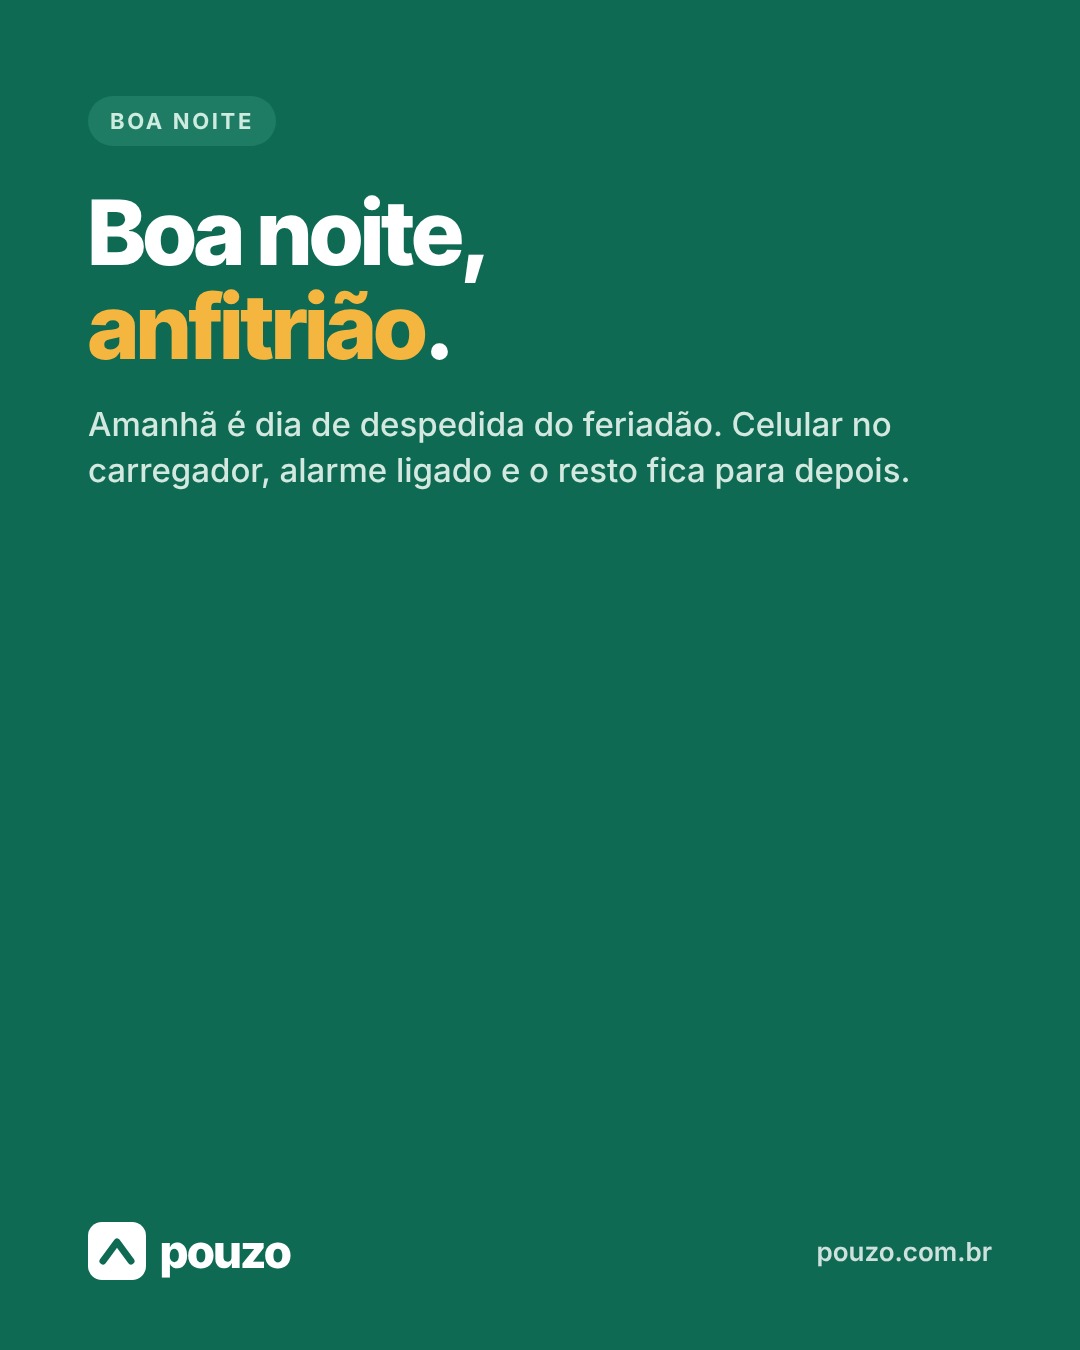 BOA NOITE
Boa noite,
anfitrião.
Amanhã é dia de despedida do feriadão. Celular no
carregador, alarme ligado e o resto fica para depois.
pouzo
pouzo.com.br